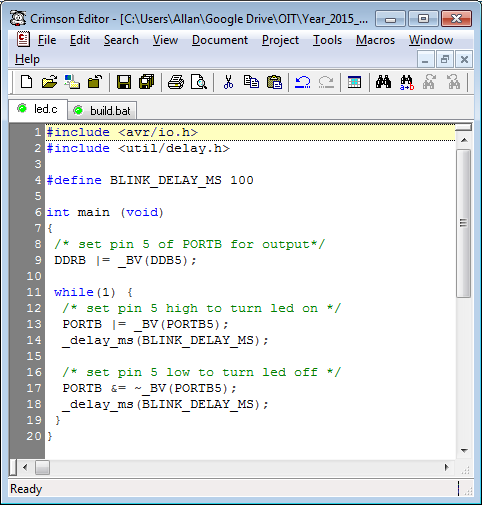 Crimson Editor - [C:\Users\Allan\Google Drive\OIT\Year_2015_...
File Edit Search View Document Project Tools Macros Window
Help
led.c build.bat
1 #include <avr/io.h>
2 #include <util/delay.h>
3
4 #define BLINK_DELAY_MS 100
5
6 int main (void)
7 {
8 /* set pin 5 of PORTB for output*/
9 DDRB |= _BV(DDB5);
10
11 while(1) {
12 /* set pin 5 high to turn led on */
13 PORTB |= _BV(PORTB5);
14 _delay_ms(BLINK_DELAY_MS);
15
16 /* set pin 5 low to turn led off */
17 PORTB &= ~_BV(PORTB5);
18 _delay_ms(BLINK_DELAY_MS);
19 }
20 }
Ready